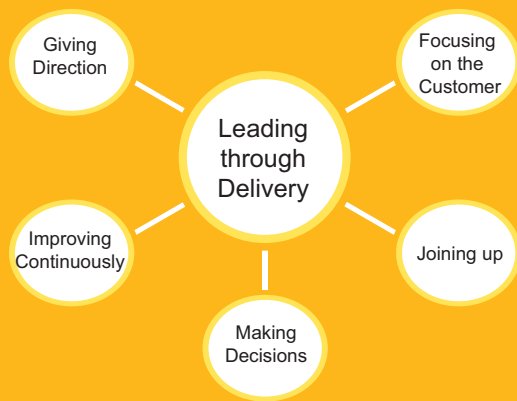 Giving
Direction
Focusing
on the
Customer
Leading
through
Delivery
Improving
Continuously
Joining up
Making
Decisions